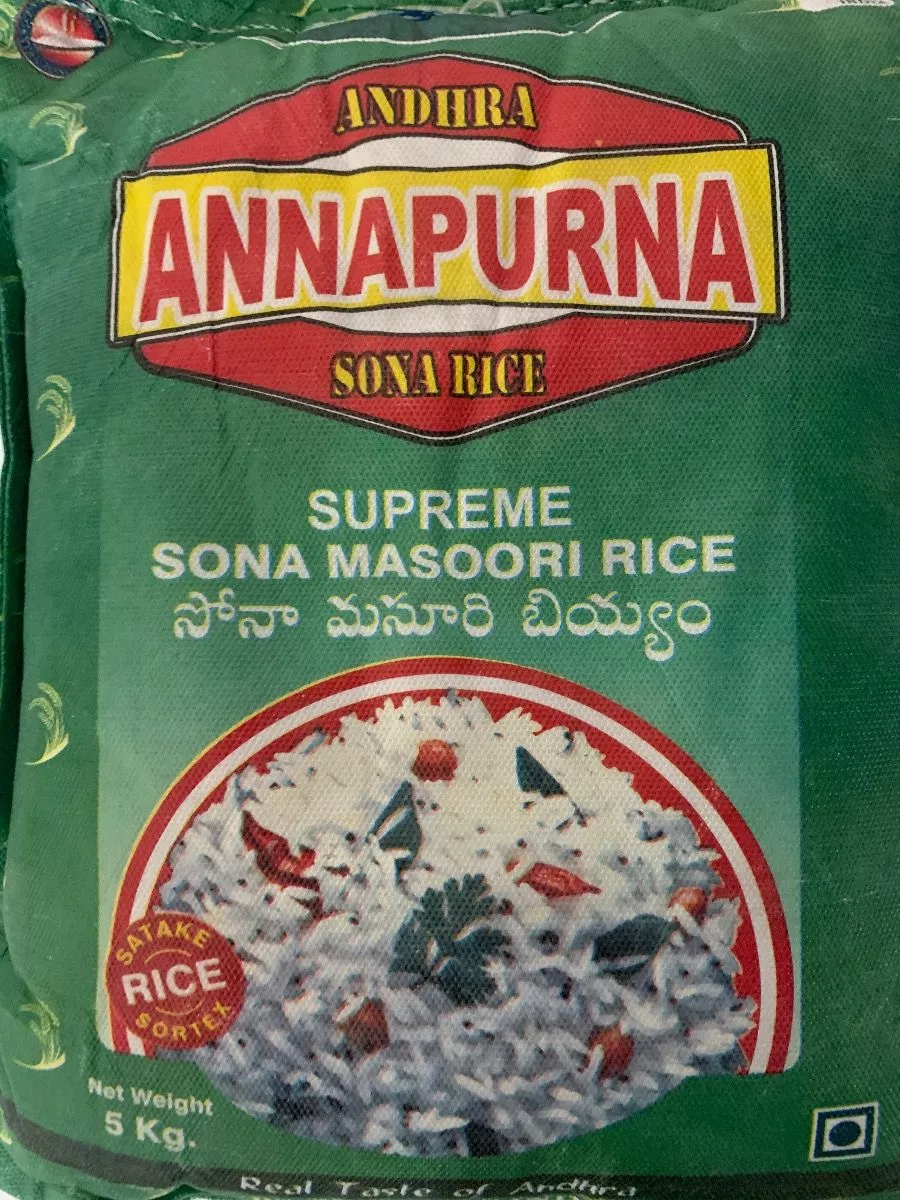 ANDHRA
ANNAPURNA
SONA RICE
SUPREME
SONA MASOORI RICE
సోనా మసూరి బియ్యం
SATAKE
RICE
SORTEX
Net Weight
5 Kg.
Real Taste of Andhra